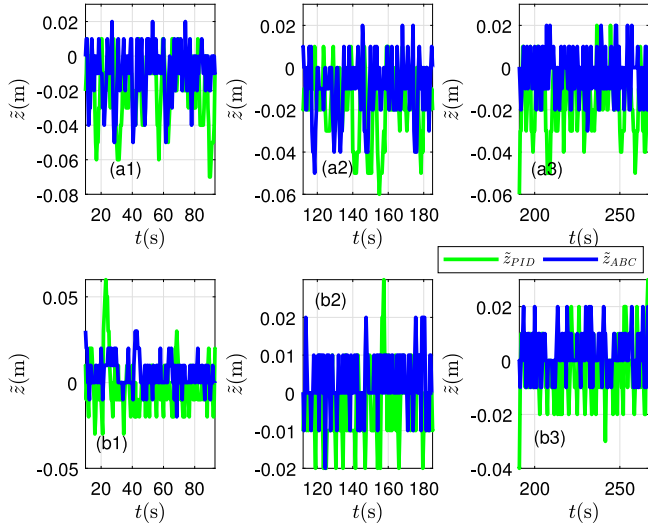 0.02
0
-0.02
-0.04
-0.06
-0.08
z̃(m)
(a1)
20 40 60 80
t(s)
0.02
0
-0.02
-0.04
-0.06
z̃(m)
(a2)
120 140 160 180
t(s)
0.02
0
-0.02
-0.04
-0.06
z̃(m)
(a3)
200 250
t(s)
z̃PID z̃ABC
0.05
0
-0.05
z̃(m)
(b1)
20 40 60 80
t(s)
0.03
0.02
0.01
0
-0.01
-0.02
z̃(m)
(b2)
120 140 160 180
t(s)
0.02
0
-0.02
-0.04
z̃(m)
(b3)
200 250
t(s)